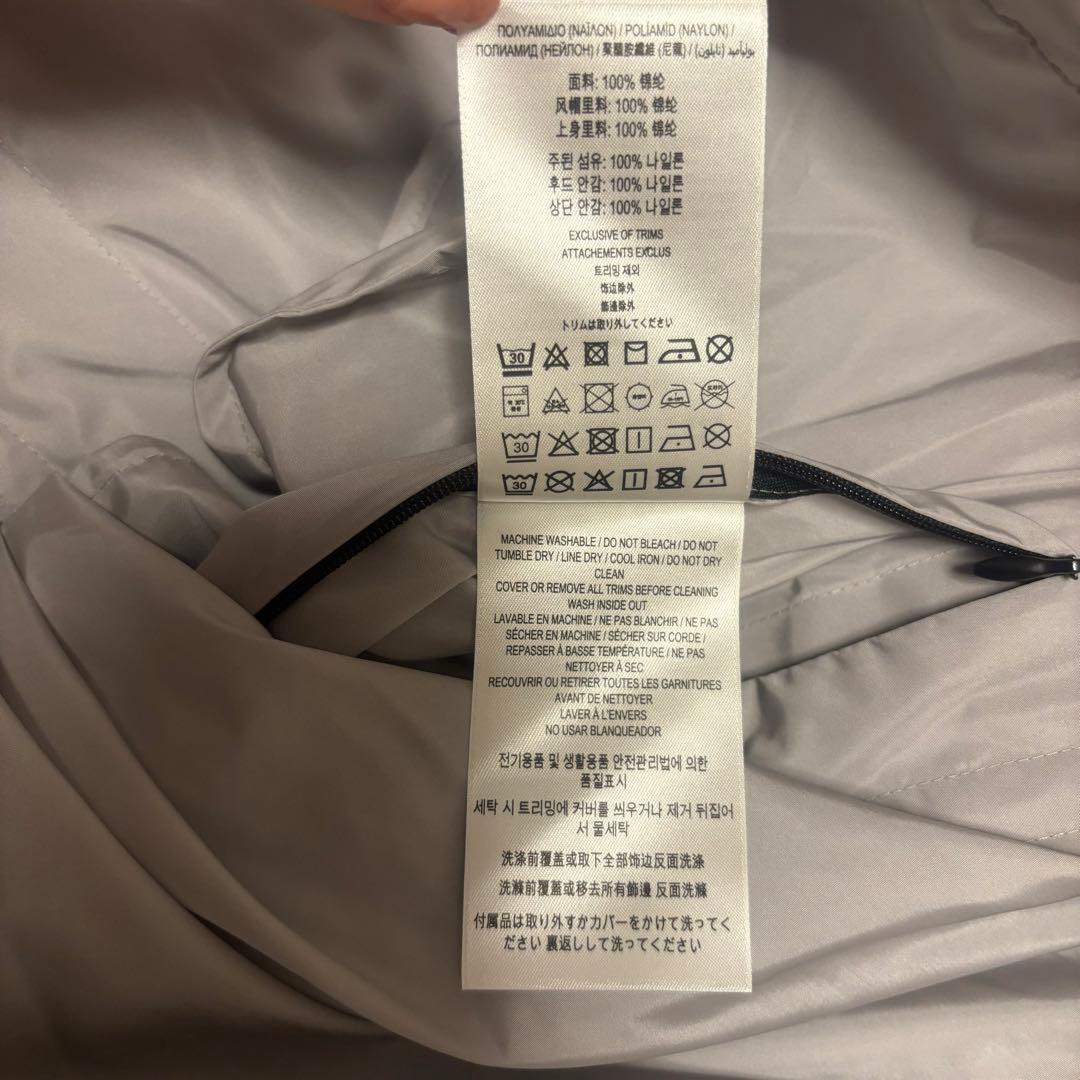 ΠΟΛΥΑΜΙΔΙΟ (ΝΑΪΛΟΝ) / POLİAMİD (NAYLON) /
ПОЛИАМИД (НЕЙЛОН) / 聚醯胺纖維 (尼龍) / بولياميد (نايلون)
面料: 100% 锦纶
风帽里料: 100% 锦纶
上身里料: 100% 锦纶
주된 섬유: 100% 나일론
후드 안감: 100% 나일론
상단 안감: 100% 나일론
EXCLUSIVE OF TRIMS
ATTACHEMENTS EXCLUS
트리밍 제외
饰边除外
飾邊除外
トリムは取り外してください
30
30
30
MACHINE WASHABLE / DO NOT BLEACH / DO NOT
TUMBLE DRY / LINE DRY / COOL IRON / DO NOT DRY
CLEAN
COVER OR REMOVE ALL TRIMS BEFORE CLEANING
WASH INSIDE OUT
LAVABLE EN MACHINE / NE PAS BLANCHIR / NE PAS
SÉCHER EN MACHINE / SÉCHER SUR CORDE /
REPASSER À BASSE TEMPÉRATURE / NE PAS
NETTOYER À SEC
RECOUVRIR OU RETIRER TOUTES LES GARNITURES
AVANT DE NETTOYER
LAVER À L'ENVERS
NO USAR BLANQUEADOR
전기용품 및 생활용품 안전관리법에 의한
품질표시
세탁 시 트리밍에 커버를 씌우거나 제거 뒤집어
서 물세탁
洗涤前覆盖或取下全部饰边反面洗涤
洗滌前覆蓋或移去所有飾邊 反面洗滌
付属品は取り外すかカバーをかけて洗ってく
ださい 裏返しして洗ってください